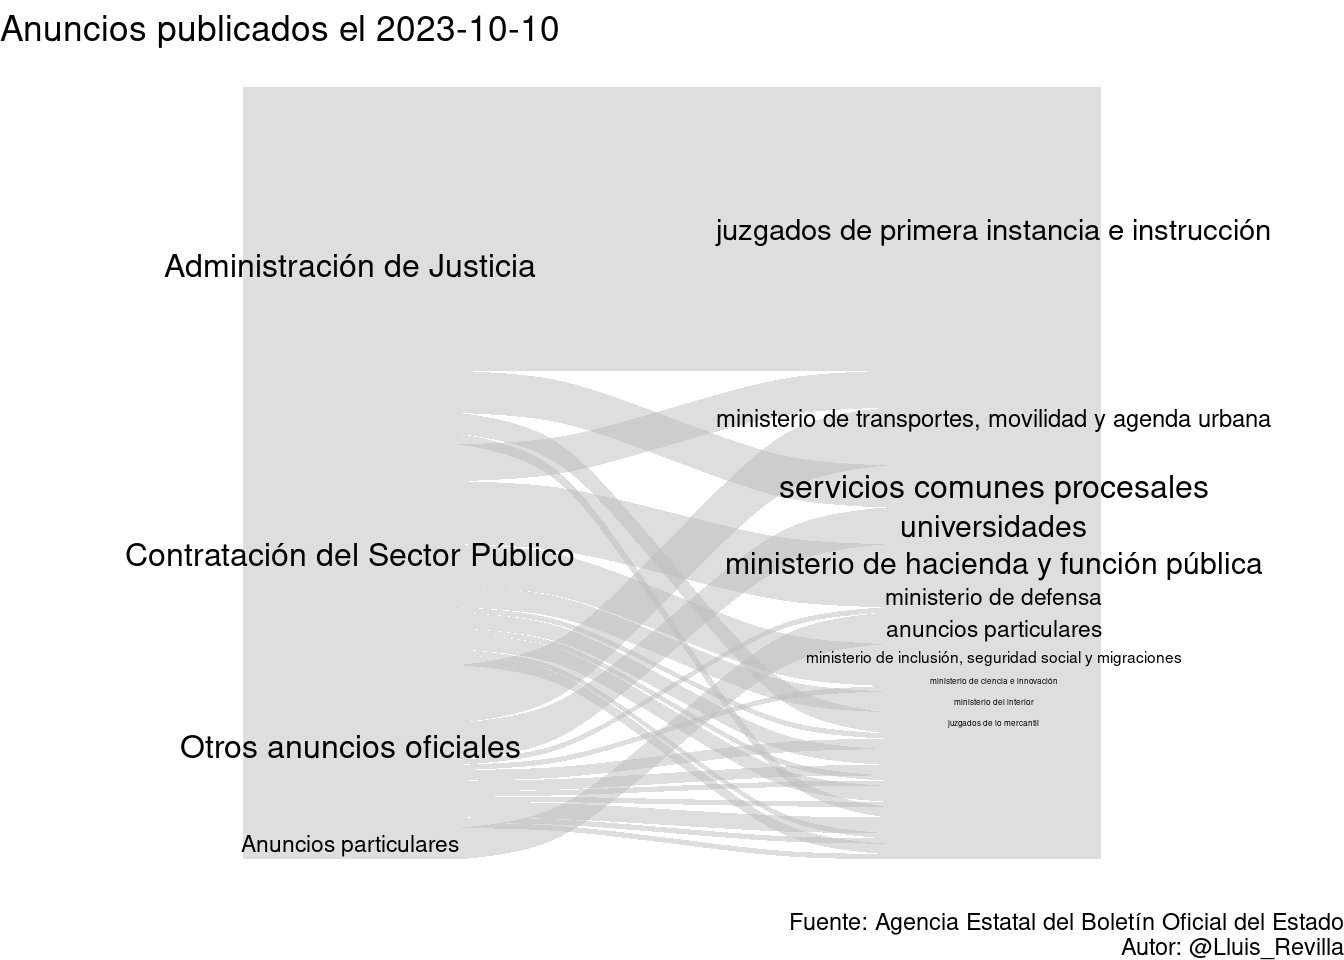 Anuncios publicados el 2023-10-10
juzgados de primera instancia e instrucción
Administración de Justicia
ministerio de transportes, movilidad y agenda urbana
servicios comunes procesales
universidades
Contratación del Sector Público
ministerio de hacienda y función pública
ministerio de defensa
anuncios particulares
ministerio de inclusión, seguridad social y migraciones
ministerio de ciencia e innovación
ministerio del interior
juzgados de lo mercantil
Otros anuncios oficiales
Anuncios particulares
Fuente: Agencia Estatal del Boletín Oficial del Estado
Autor: @Lluis_Revilla